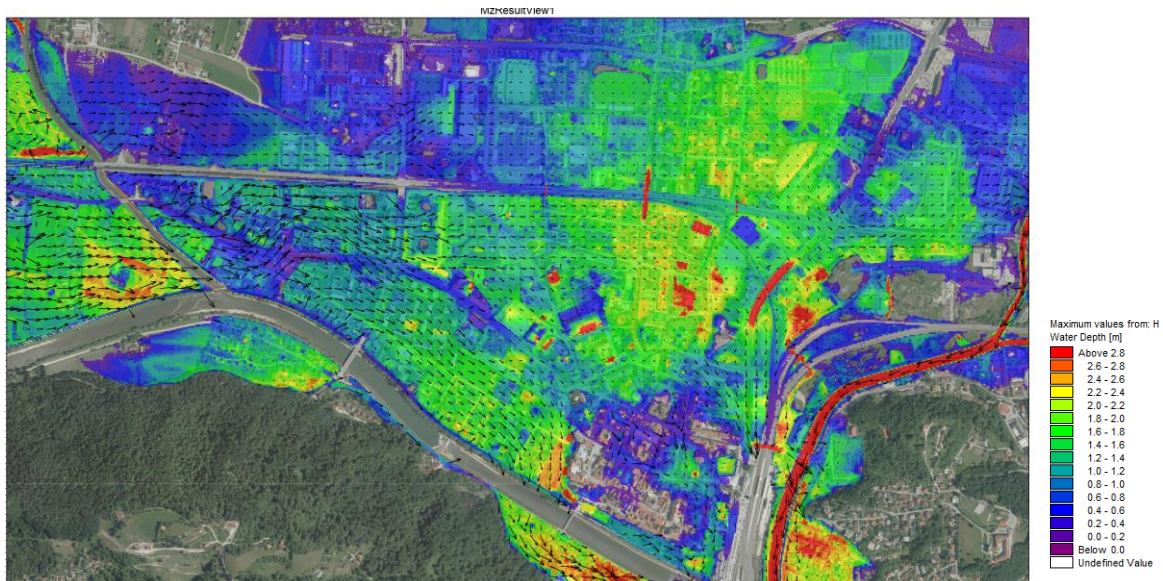 MzResultView1
Maximum values from: H
Water Depth [m]
Above 2.8
2.6 - 2.8
2.4 - 2.6
2.2 - 2.4
2.0 - 2.2
1.8 - 2.0
1.6 - 1.8
1.4 - 1.6
1.2 - 1.4
1.0 - 1.2
0.8 - 1.0
0.6 - 0.8
0.4 - 0.6
0.2 - 0.4
0.0 - 0.2
Below 0.0
Undefined Value